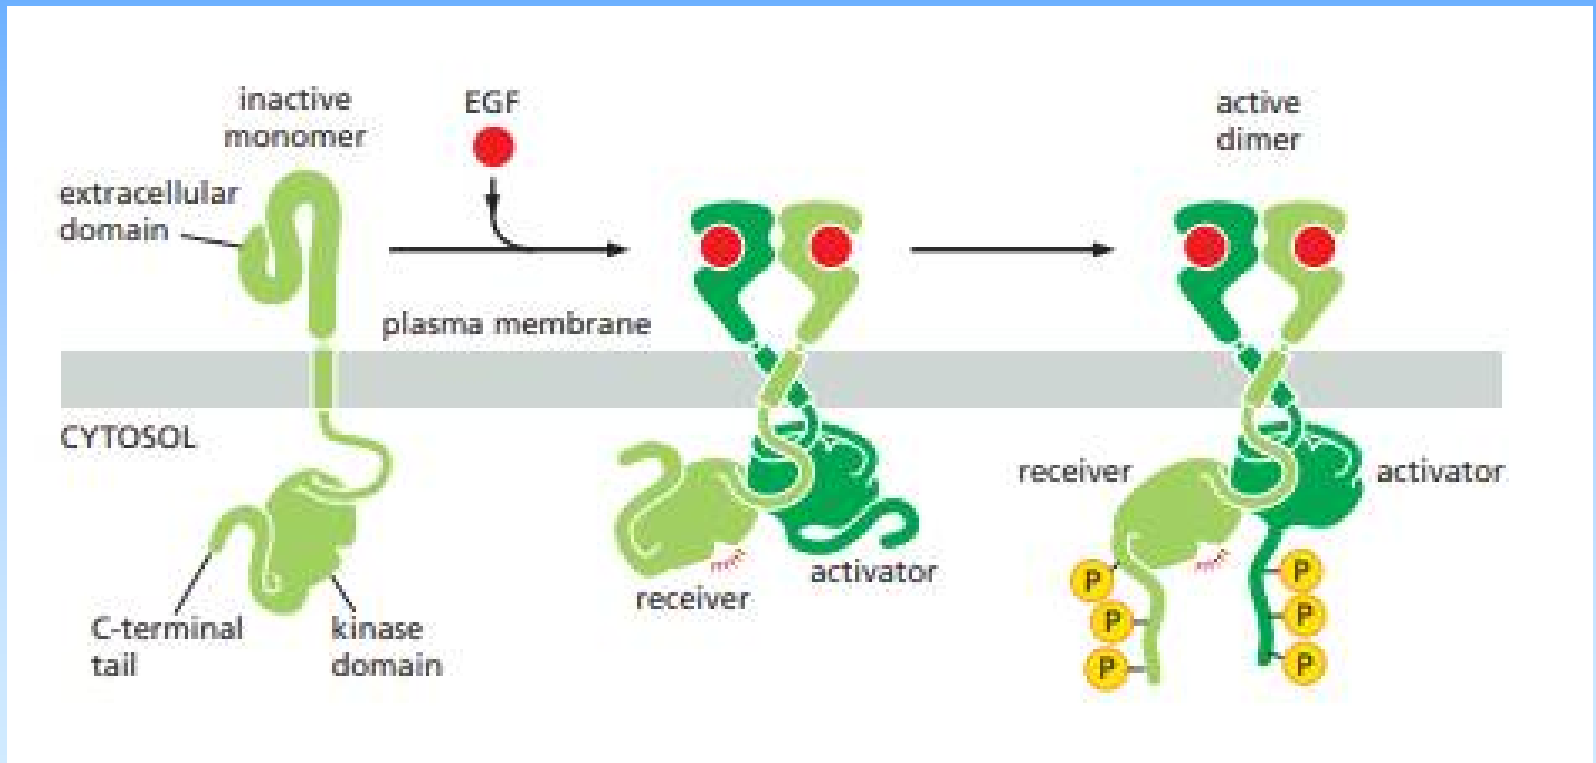 inactive
monomer
EGF
active
dimer
extracellular
domain
plasma membrane
CYTOSOL
receiver
activator
activator
receiver
C-terminal
tail
kinase
domain
P
P
P
P
P
P